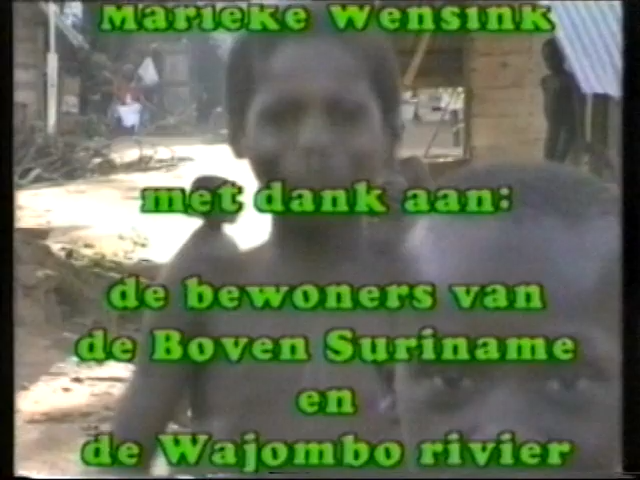 Marieke Wensink
met dank aan:
de bewoners van
de Boven Suriname
en
de Wajombo rivier